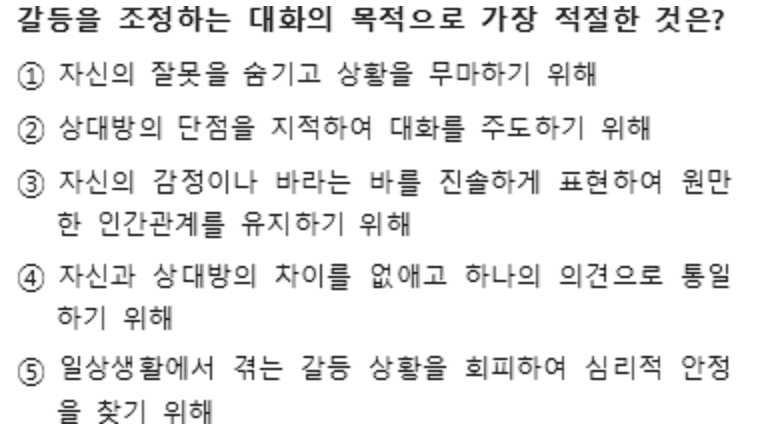 갈등을 조정하는 대화의 목적으로 가장 적절한 것은?
① 자신의 잘못을 숨기고 상황을 무마하기 위해
② 상대방의 단점을 지적하여 대화를 주도하기 위해
③ 자신의 감정이나 바라는 바를 진솔하게 표현하여 원만
한 인간관계를 유지하기 위해
④ 자신과 상대방의 차이를 없애고 하나의 의견으로 통일
하기 위해
⑤ 일상생활에서 겪는 갈등 상황을 회피하여 심리적 안정
을 찾기 위해